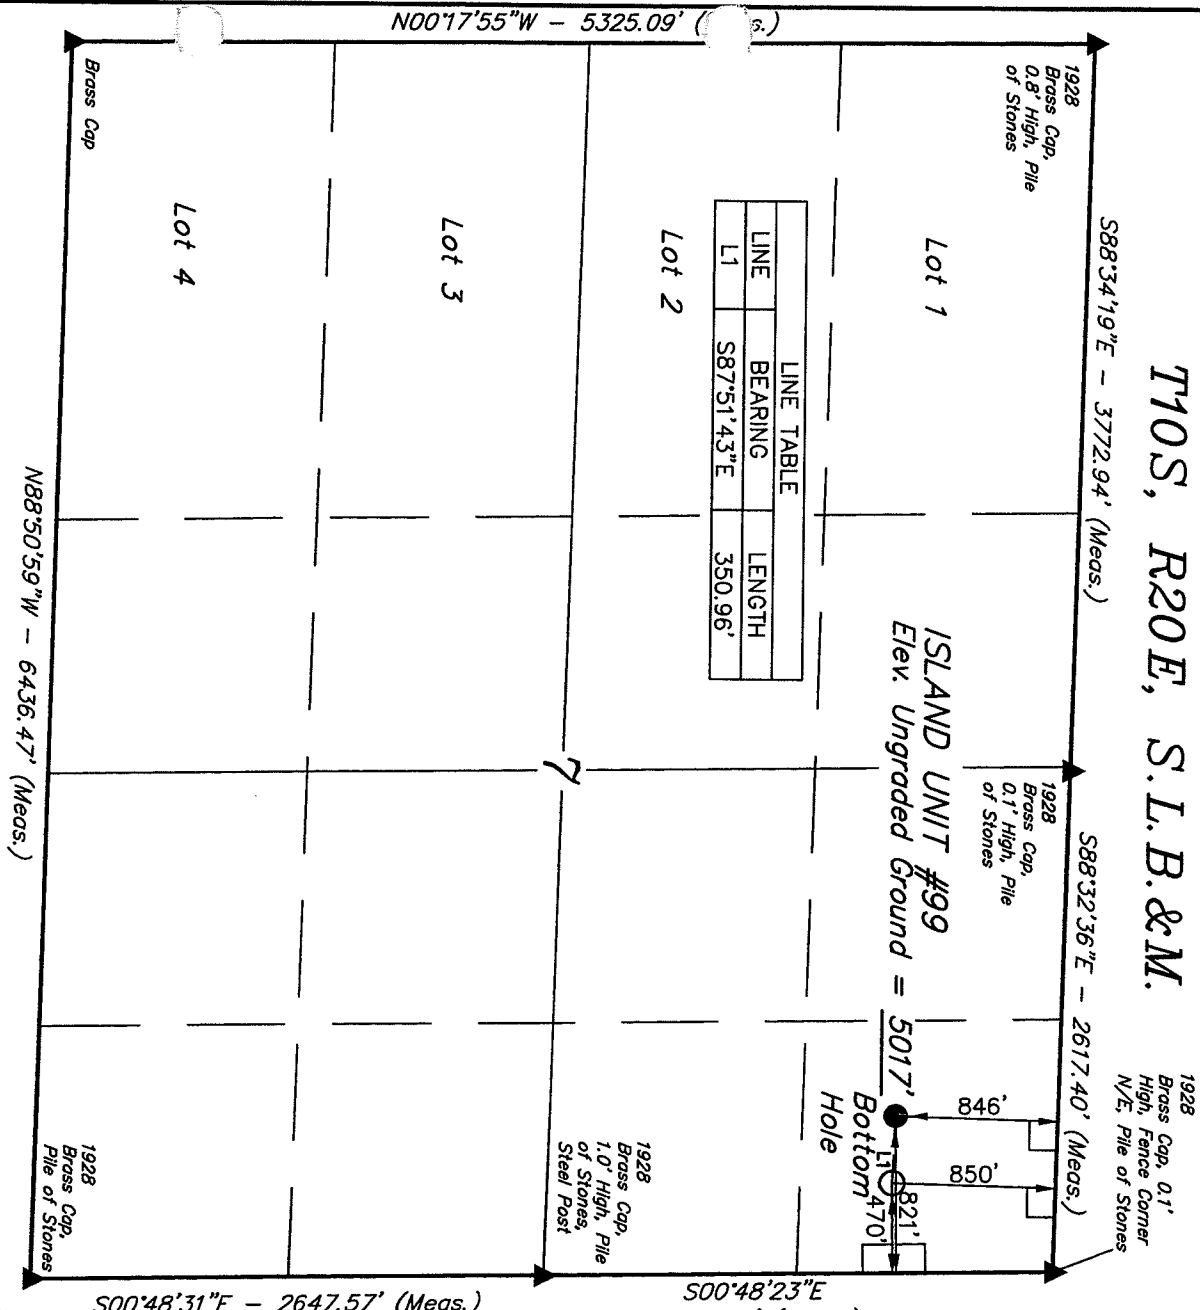 T10S, R20E, S.L.B.&M.
S88°34'19"E - 3772.94' (Meas.)
S88°32'36"E - 2617.40' (Meas.)
1928
Brass Cap, 0.1'
High, Fence Corner
N/E, Pile of Stones
1928
Brass Cap,
0.8' High, Pile
of Stones
1928
Brass Cap,
0.1' High, Pile
of Stones
N00°17'55"W - 5325.09'
Lot 1
ISLAND UNIT #99
Elev. Ungraded Ground = 5017'
846'
850'
L1
821'
470'
Bottom
Hole
LINE TABLE
LINE BEARING LENGTH
L1 S87°51'43"E 350.96'
Lot 2
7
Lot 3
Lot 4
1928
Brass Cap,
1.0' High, Pile
of Stones,
Steel Post
S00°48'23"E
Brass Cap
1928
Brass Cap,
Pile of Stones
S00°48'31"E - 2647.57' (Meas.)
N88°50'59"W - 6436.47' (Meas.)